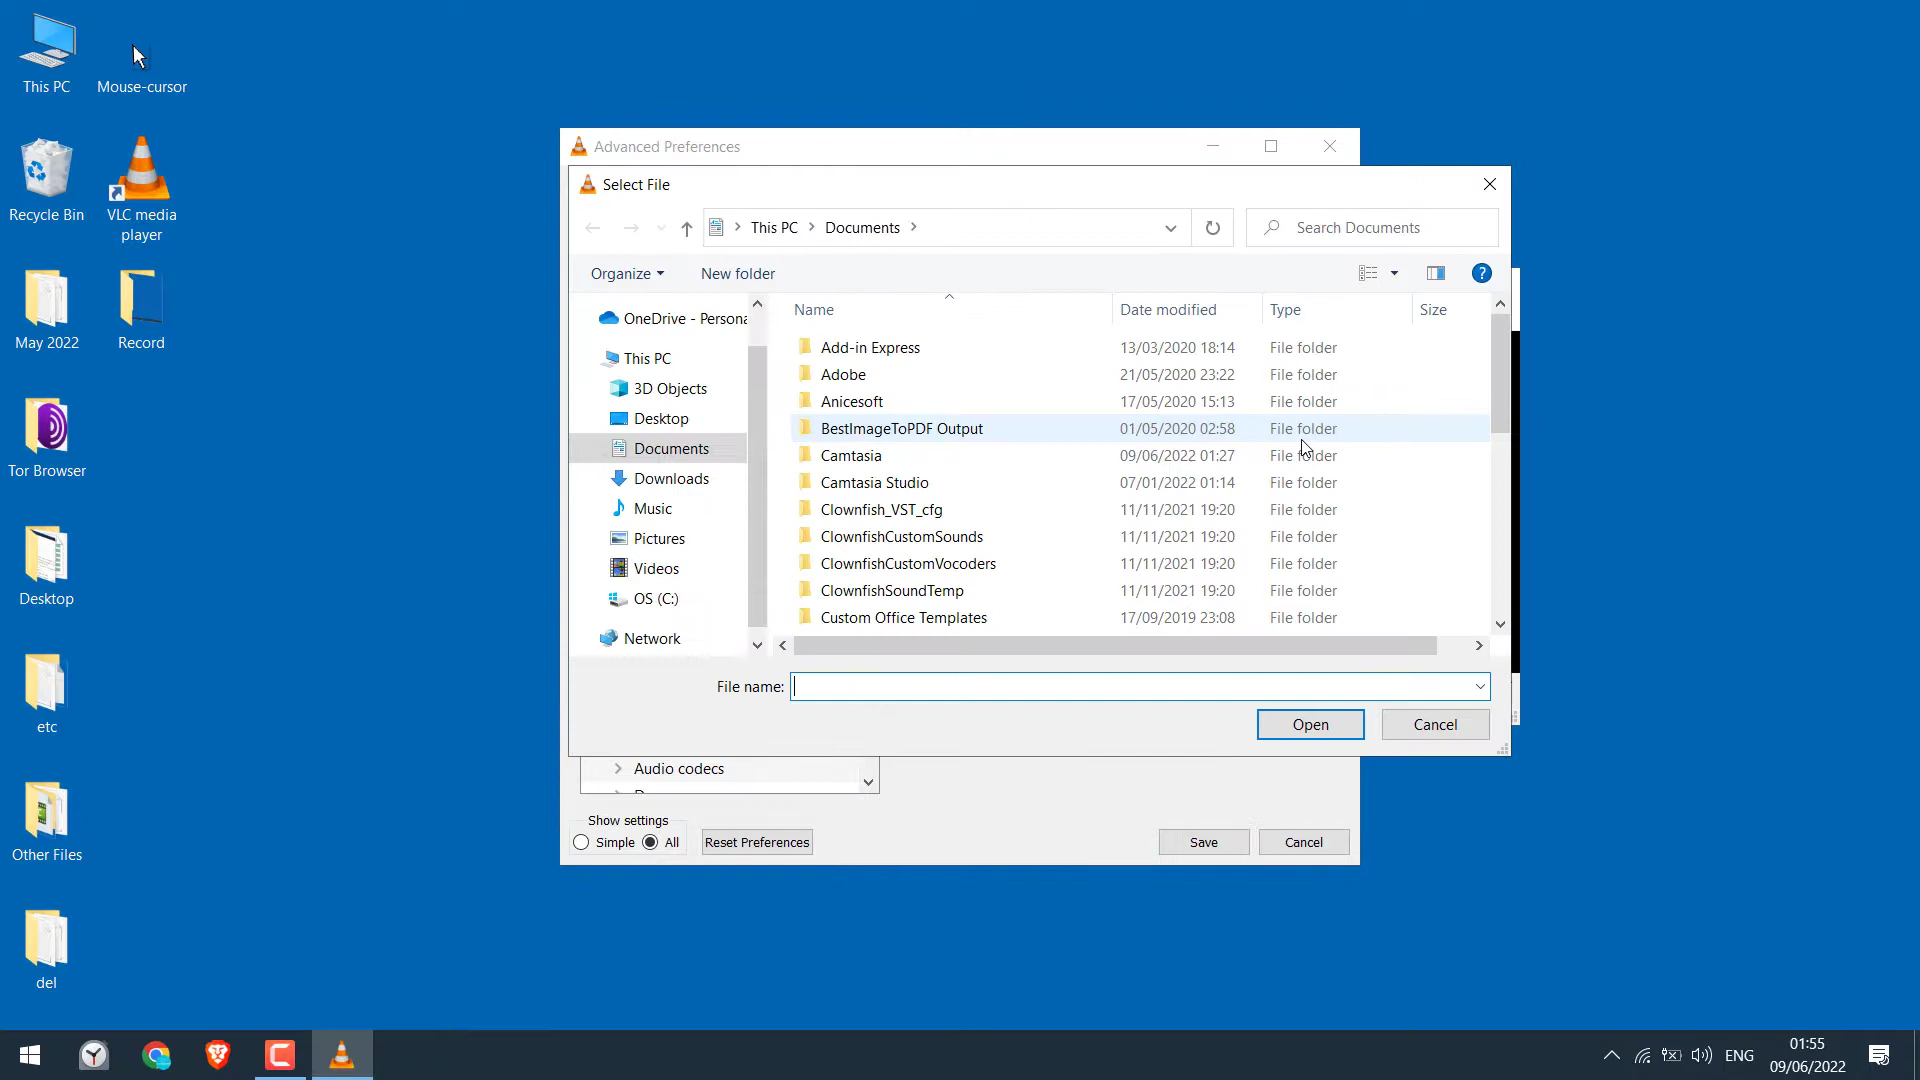 This PC
Mouse-cursor
Recycle Bin
VLC media
player
May 2022
Record
Tor Browser
Desktop
etc
Other Files
del
Advanced Preferences
Select File
This PC
Documents
Search Documents
Organize
New folder
OneDrive - Persona
This PC
3D Objects
Desktop
Documents
Downloads
Music
Pictures
Videos
OS (C:)
Network
Name Date modified Type Size
Add-in Express 13/03/2020 18:14 File folder
Adobe 21/05/2020 23:22 File folder
Anicesoft 17/05/2020 15:13 File folder
BestImageToPDF Output 01/05/2020 02:58 File folder
Camtasia 09/06/2022 01:27 File folder
Camtasia Studio 07/01/2022 01:14 File folder
Clownfish_VST_cfg 11/11/2021 19:20 File folder
ClownfishCustomSounds 11/11/2021 19:20 File folder
ClownfishCustomVocoders 11/11/2021 19:20 File folder
ClownfishSoundTemp 11/11/2021 19:20 File folder
Custom Office Templates 17/09/2019 23:08 File folder
File name:
Open
Cancel
Audio codecs
Show settings
Simple
All
Reset Preferences
Save
Cancel
ENG
01:55
09/06/2022